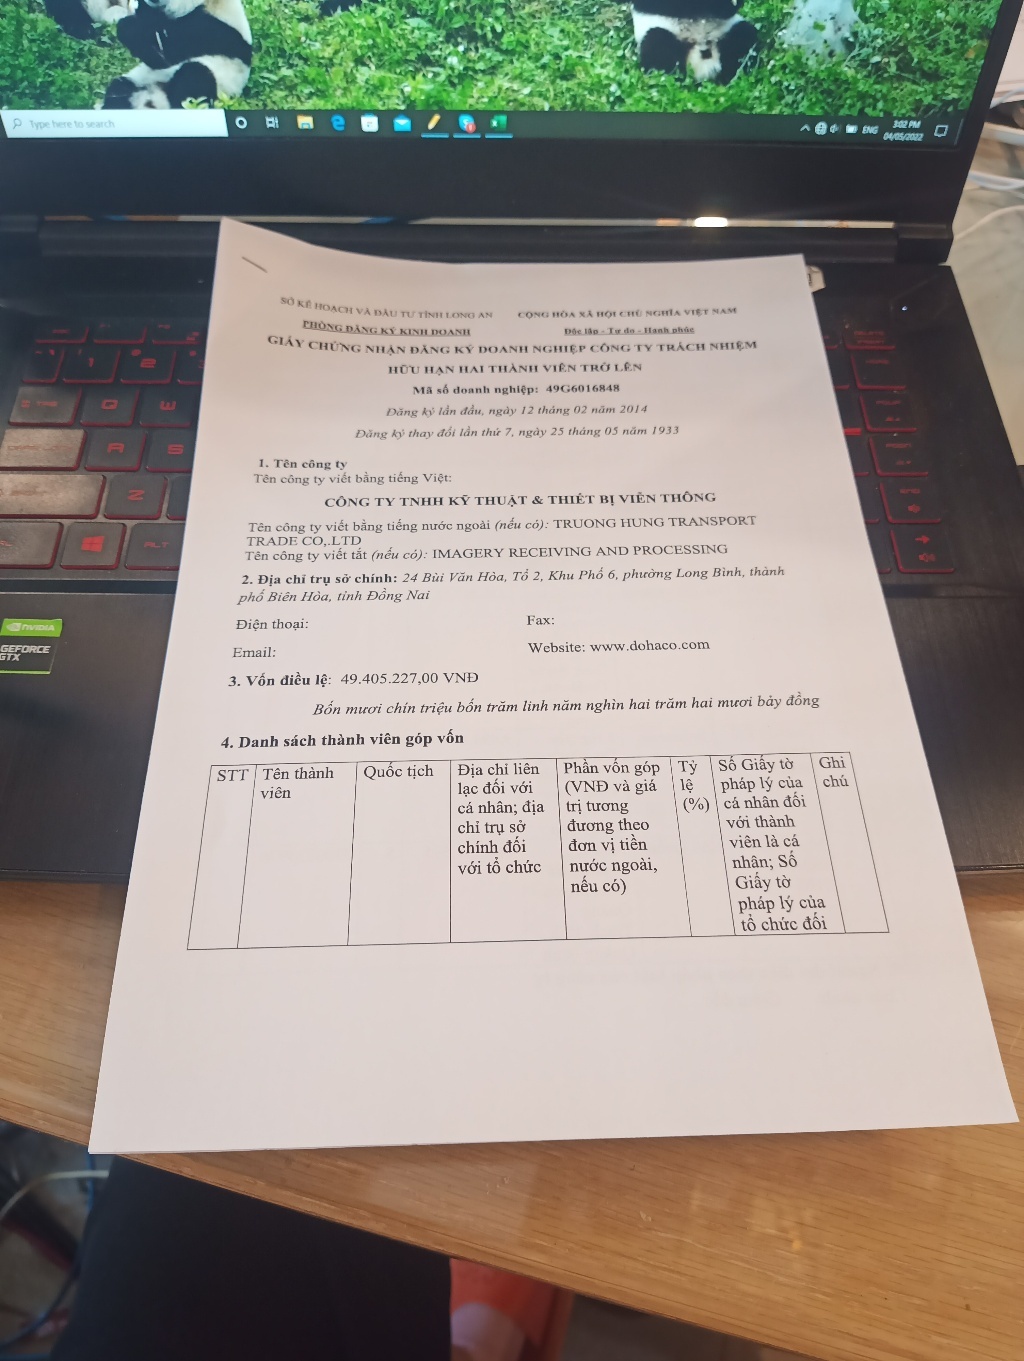 Type here to search
ENG
3:02 PM
04/05/2022
SỞ KẾ HOẠCH VÀ ĐẦU TƯ TỈNH LONG AN
PHÒNG ĐĂNG KÝ KINH DOANH
CỘNG HÒA XÃ HỘI CHỦ NGHĨA VIỆT NAM
Độc lập - Tự do - Hạnh phúc
GIẤY CHỨNG NHẬN ĐĂNG KÝ DOANH NGHIỆP CÔNG TY TRÁCH NHIỆM
HỮU HẠN HAI THÀNH VIÊN TRỞ LÊN
Mã số doanh nghiệp: 49G6016848
Đăng ký lần đầu, ngày 12 tháng 02 năm 2014
Đăng ký thay đổi lần thứ 7, ngày 25 tháng 05 năm 1933
1. Tên công ty
Tên công ty viết bằng tiếng Việt:
CÔNG TY TNHH KỸ THUẬT & THIẾT BỊ VIỄN THÔNG
Tên công ty viết bằng tiếng nước ngoài (nếu có): TRUONG HUNG TRANSPORT
TRADE CO,.LTD
Tên công ty viết tắt (nếu có): IMAGERY RECEIVING AND PROCESSING
2. Địa chỉ trụ sở chính: 24 Bùi Văn Hòa, Tổ 2, Khu Phố 6, phường Long Bình, thành
phố Biên Hòa, tỉnh Đồng Nai
Điện thoại:
Fax:
Email:
Website: www.dohaco.com
3. Vốn điều lệ: 49.405.227,00 VNĐ
Bốn mươi chín triệu bốn trăm linh năm nghìn hai trăm hai mươi bảy đồng
4. Danh sách thành viên góp vốn
STT
Tên thành
viên
Quốc tịch
Địa chỉ liên
lạc đối với
cá nhân; địa
chỉ trụ sở
chính đối
với tổ chức
Phần vốn góp
(VNĐ và giá
trị tương
đương theo
đơn vị tiền
nước ngoài,
nếu có)
Tỷ
lệ
(%)
Số Giấy tờ
pháp lý của
cá nhân đối
với thành
viên là cá
nhân; Số
Giấy tờ
pháp lý của
tổ chức đối
Ghi
chú
1
2
Q
W
A
S
Z
ALT
NVIDIA
GEFORCE
GTX